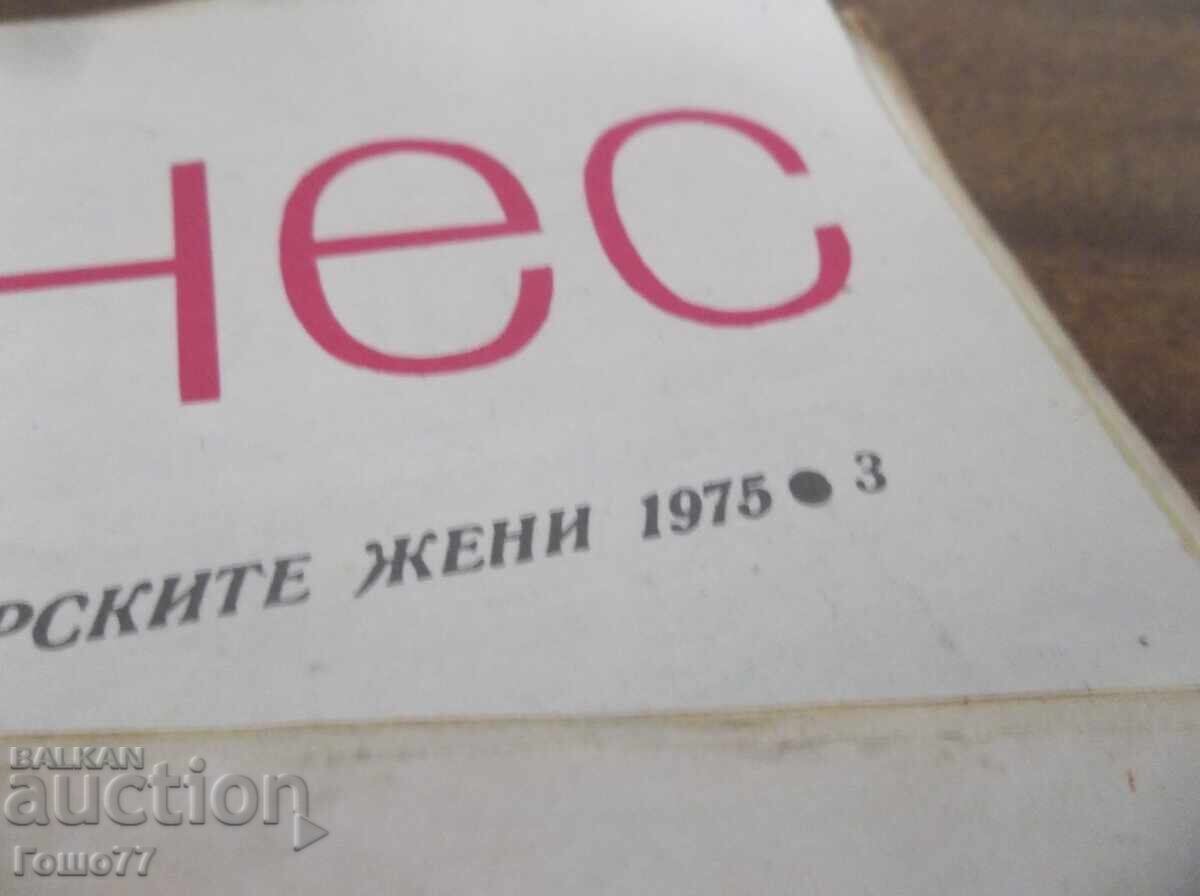 нес
РСКИТЕ ЖЕНИ 1975 ● 3
BALKAN
auction
Гошо77